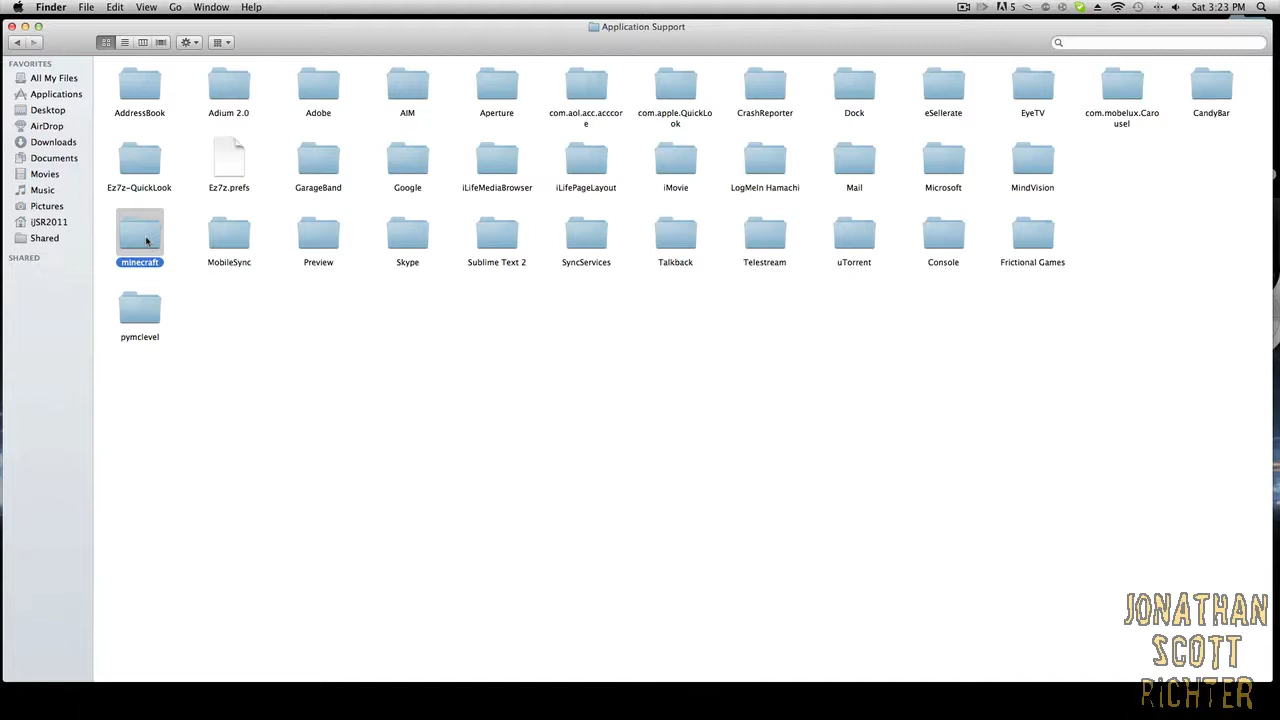 Finder File Edit View Go Window Help
5
Sat 3:23 PM
Application Support
FAVORITES
All My Files
Applications
Desktop
AirDrop
Downloads
Documents
Movies
Music
Pictures
iJSR2011
Shared
SHARED
AddressBook
Adium 2.0
Adobe
AIM
Aperture
com.aol.acc.acccor
e
com.apple.QuickLo
ok
CrashReporter
Dock
eSellerate
EyeTV
com.mobelux.Caro
usel
CandyBar
Ez7z-QuickLook
Ez7z.prefs
GarageBand
Google
iLifeMediaBrowser
iLifePageLayout
iMovie
LogMeIn Hamachi
Mail
Microsoft
MindVision
minecraft
MobileSync
Preview
Skype
Sublime Text 2
SyncServices
Talkback
Telestream
uTorrent
Console
Frictional Games
pymclevel
JONATHAN
SCOTT
RICHTER